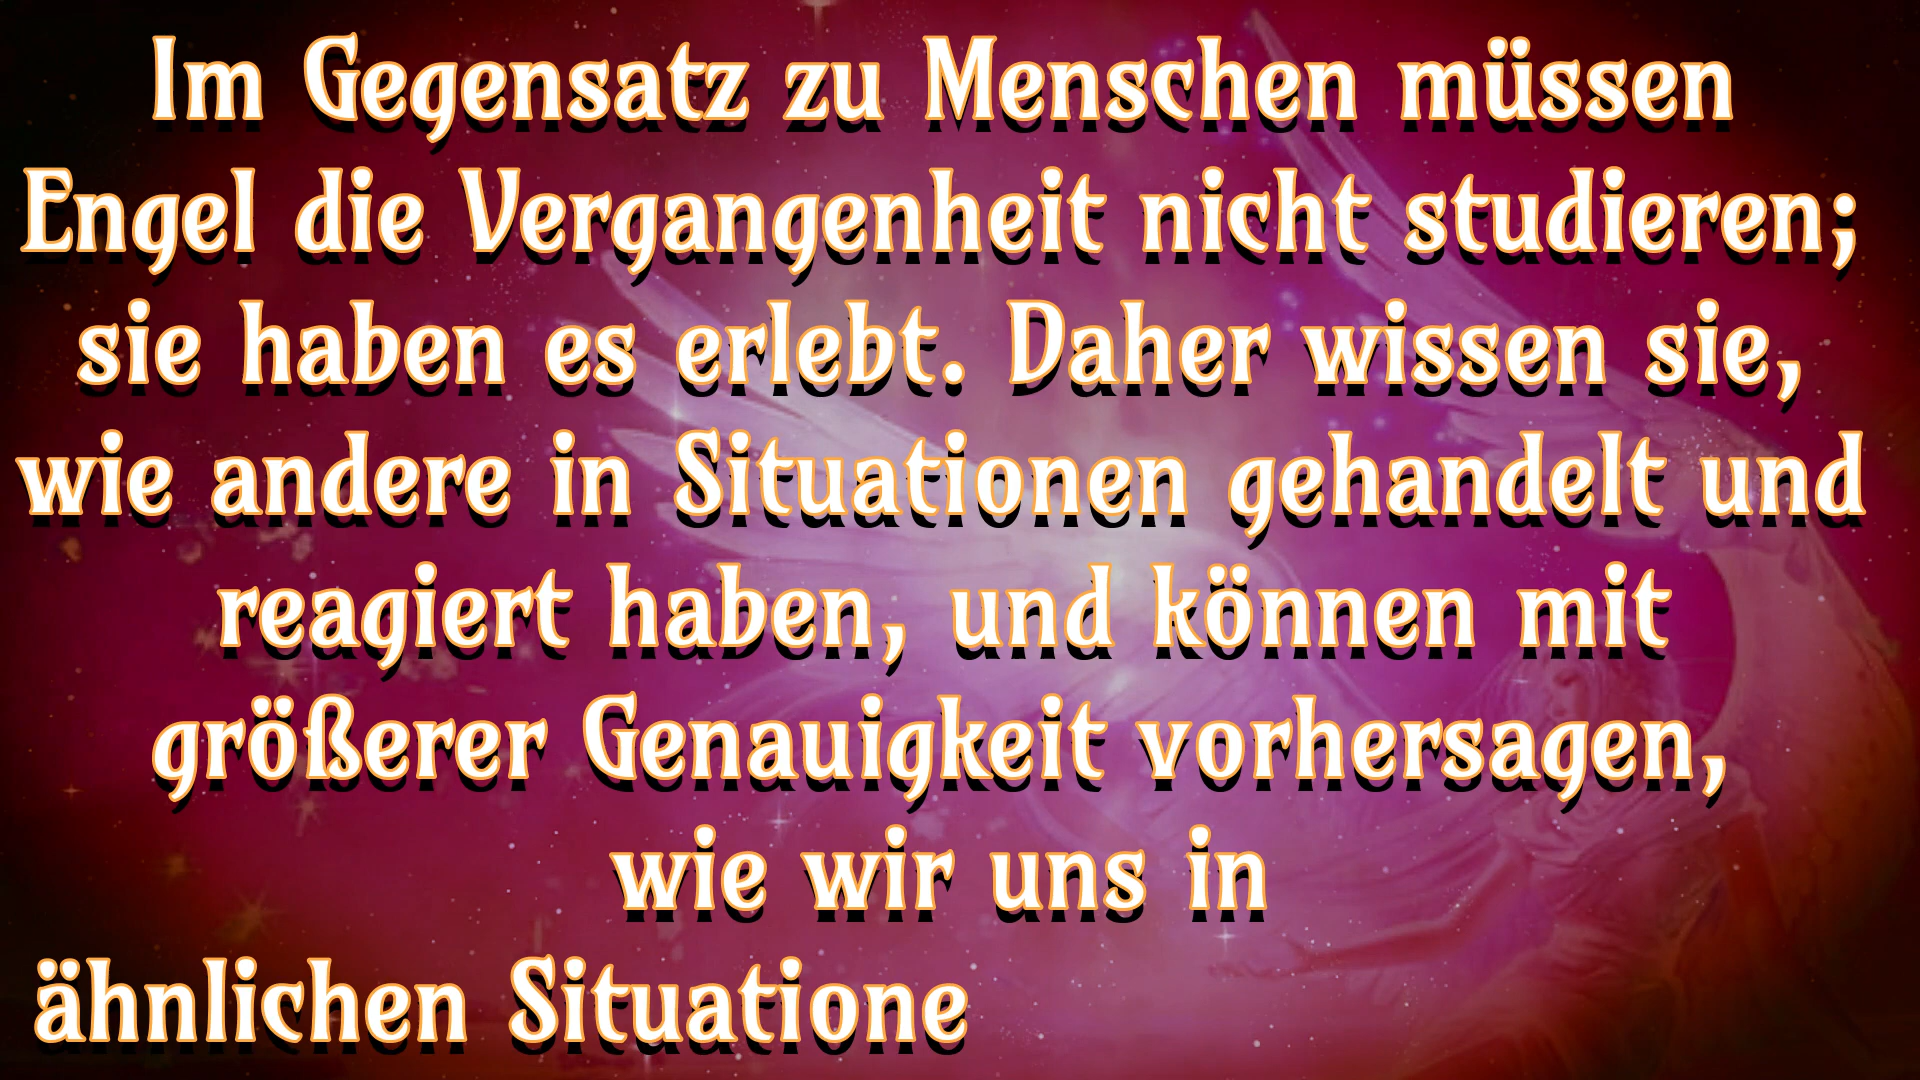 Im Gegensatz zu Menschen müssen
Engel die Vergangenheit nicht studieren;
sie haben es erlebt. Daher wissen sie,
wie andere in Situationen gehandelt und
reagiert haben, und können mit
größerer Genauigkeit vorhersagen,
wie wir uns in
ähnlichen Situatione